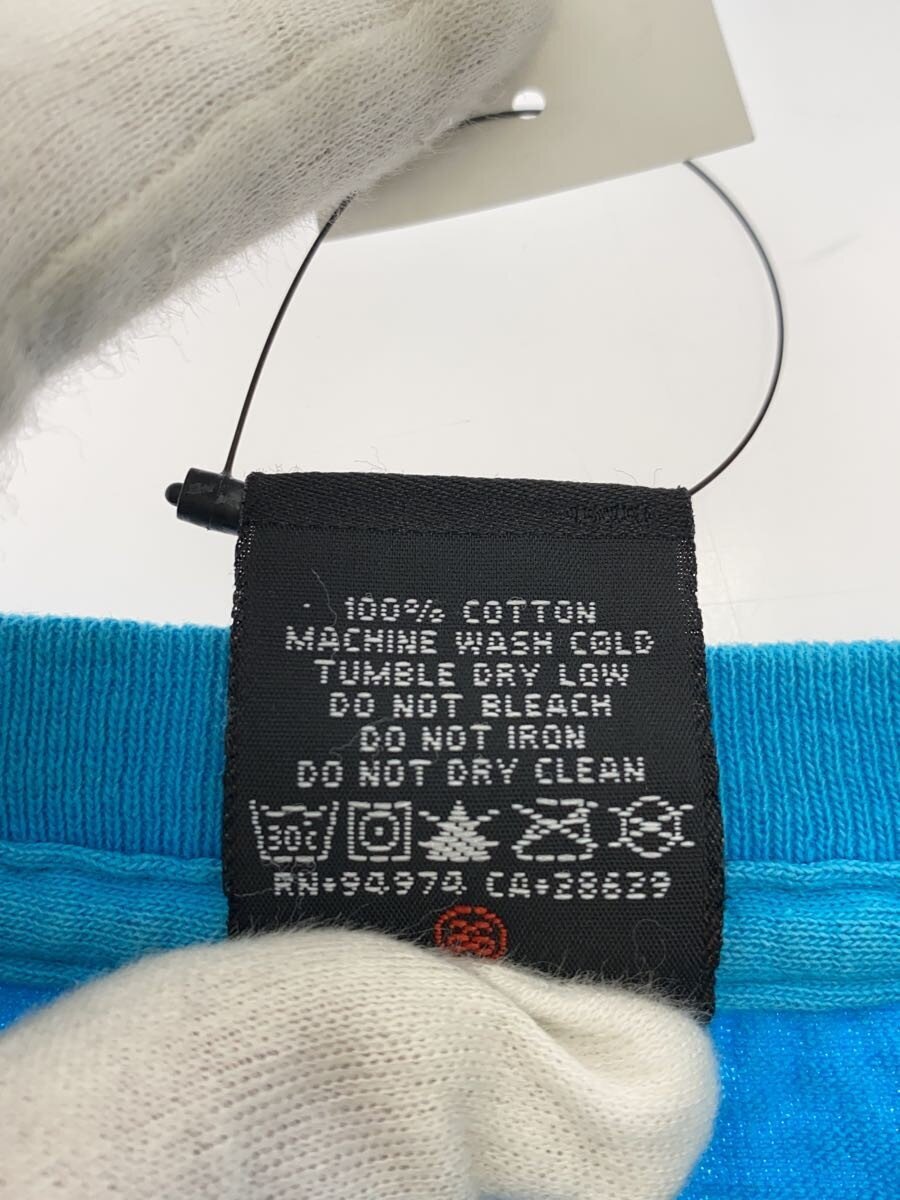 100% COTTON
MACHINE WASH COLD
TUMBLE DRY LOW
DO NOT BLEACH
DO NOT IRON
DO NOT DRY CLEAN
30c
RN#94974 CA#28629